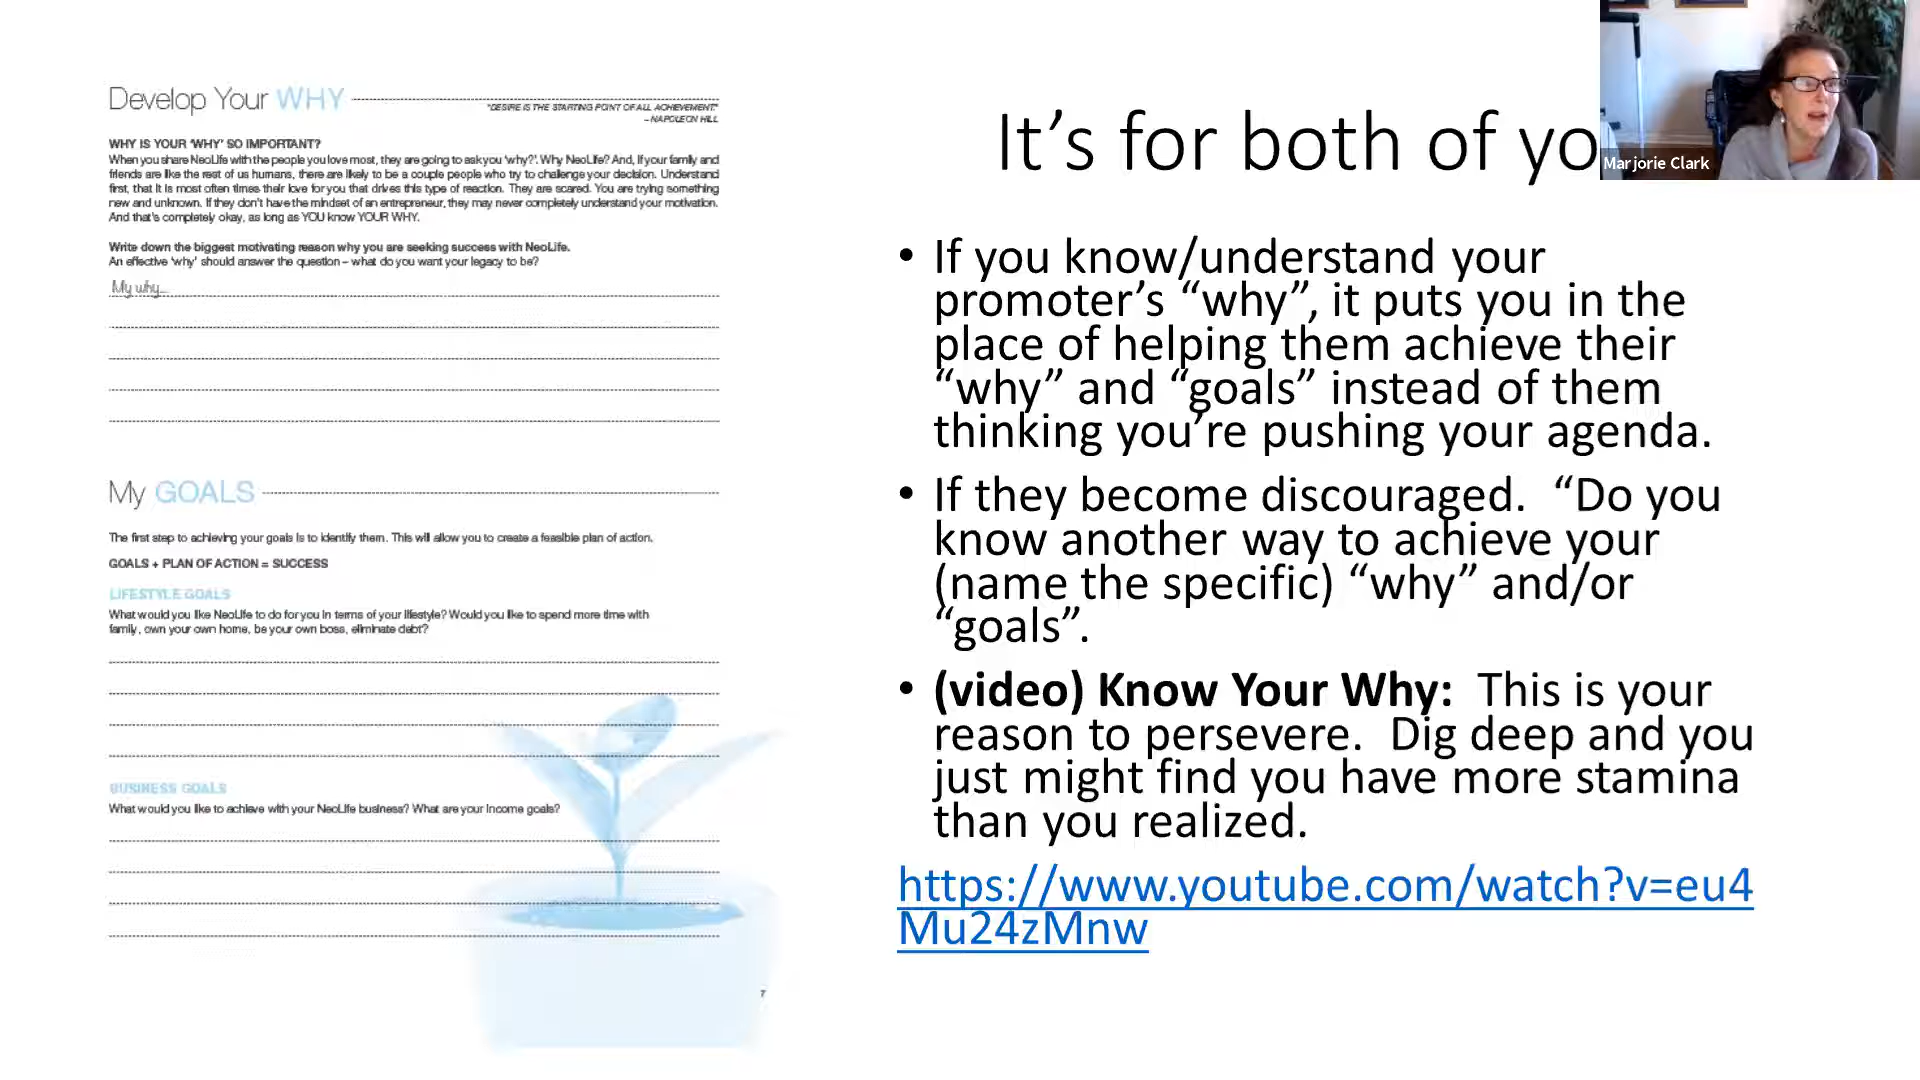 Develop Your WHY
"DESIRE IS THE STARTING POINT OF ALL ACHIEVEMENT."
– NAPOLEON HILL
WHY IS YOUR 'WHY' SO IMPORTANT?
When you share NeoLife with the people you love most, they are going to ask you 'why?'. Why NeoLife? And, if your family and
friends are like the rest of us humans, there are likely to be a couple people who try to challenge your decision. Understand
first, that it is most often times their love for you that drives this type of reaction. They are scared. You are trying something
new and unknown. If they don't have the mindset of an entrepreneur, they may never completely understand your motivation.
And that's completely okay, as long as YOU know YOUR WHY.
Write down the biggest motivating reason why you are seeking success with NeoLife.
An effective 'why' should answer the question – what do you want your legacy to be?
My why...
My GOALS
The first step to achieving your goals is to identify them. This will allow you to create a feasible plan of action.
GOALS + PLAN OF ACTION = SUCCESS
LIFESTYLE GOALS
What would you like NeoLife to do for you in terms of your lifestyle? Would you like to spend more time with
family, own your own home, be your own boss, eliminate debt?
BUSINESS GOALS
What would you like to achieve with your NeoLife business? What are your income goals?
7
It's for both of yo
Marjorie Clark
• If you know/understand your
promoter's “why”, it puts you in the
place of helping them achieve their
“why” and “goals” instead of them
thinking you're pushing your agenda.
• If they become discouraged. “Do you
know another way to achieve your
(name the specific) “why” and/or
“goals”.
• (video) Know Your Why: This is your
reason to persevere. Dig deep and you
just might find you have more stamina
than you realized.
https://www.youtube.com/watch?v=eu4
Mu24zMnw